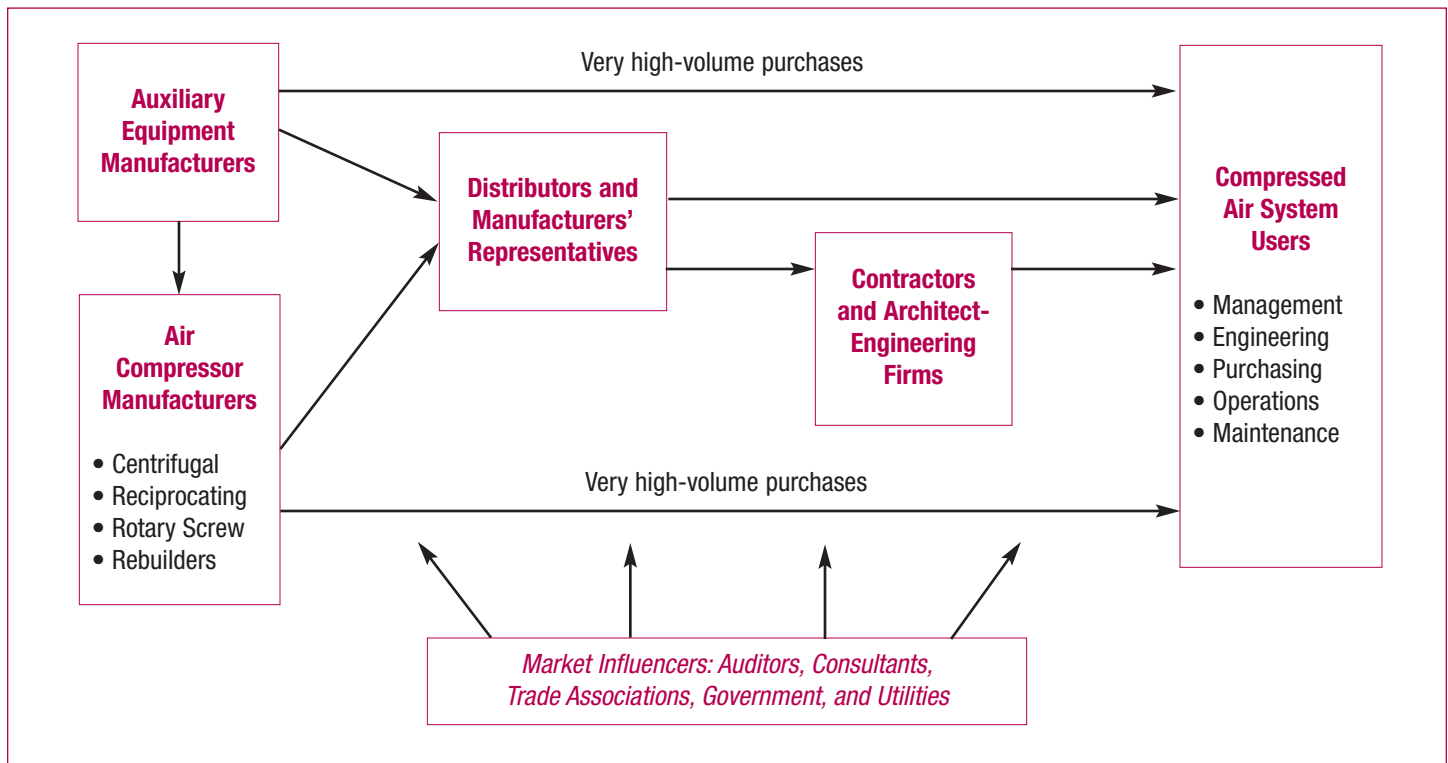 Very high-volume purchases
Auxiliary
Equipment
Manufacturers
Distributors and
Manufacturers’
Representatives
Compressed
Air System
Users
• Management
• Engineering
• Purchasing
• Operations
• Maintenance
Contractors
and Architect-
Engineering
Firms
Air
Compressor
Manufacturers
• Centrifugal
• Reciprocating
• Rotary Screw
• Rebuilders
Very high-volume purchases
Market Influencers: Auditors, Consultants,
Trade Associations, Government, and Utilities